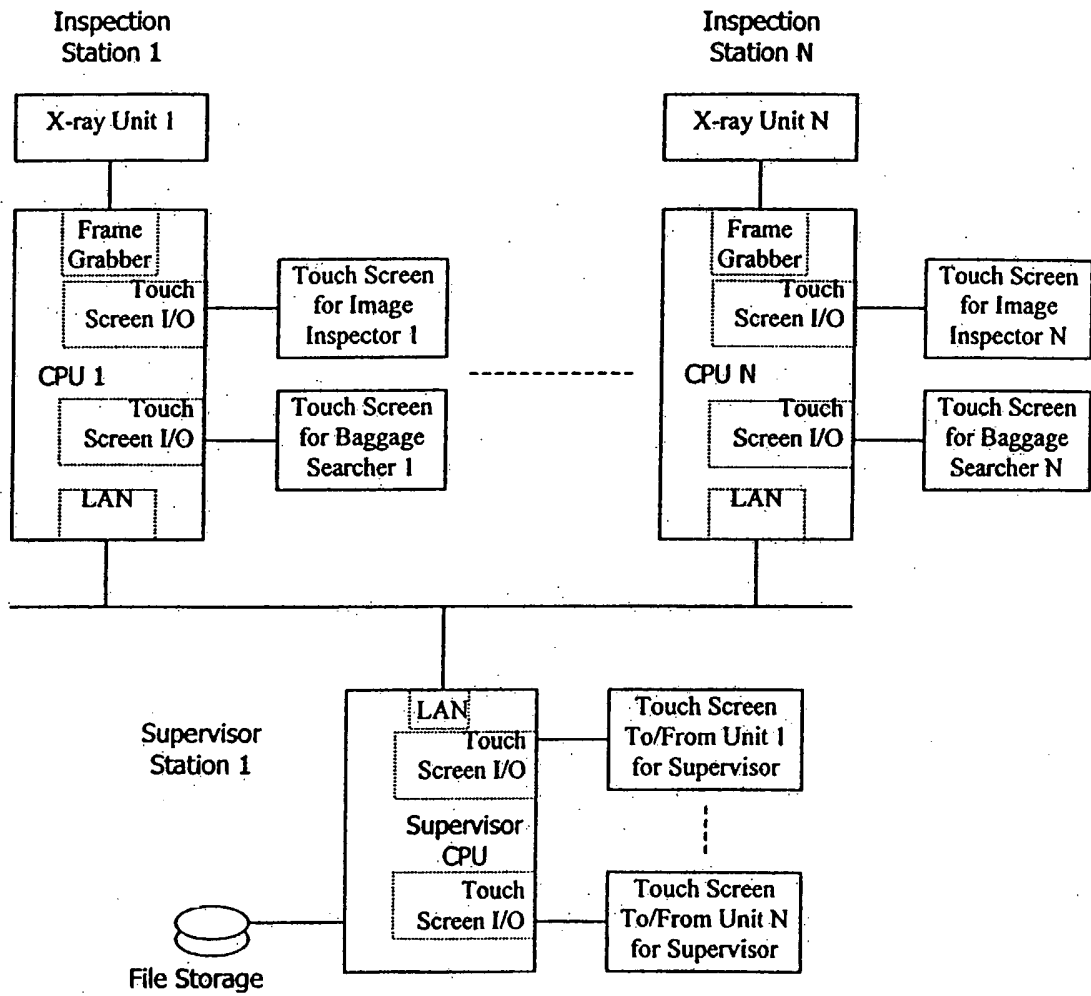 Inspection
Station 1
X-ray Unit 1
Frame
Grabber
Touch
Screen I/O
CPU 1
Touch
Screen I/O
LAN
Touch Screen
for Image
Inspector 1
Touch Screen
for Baggage
Searcher 1
Inspection
Station N
X-ray Unit N
Frame
Grabber
Touch
Screen I/O
CPU N
Touch
Screen I/O
LAN
Touch Screen
for Image
Inspector N
Touch Screen
for Baggage
Searcher N
Supervisor
Station 1
LAN
Touch
Screen I/O
Supervisor
CPU
Touch
Screen I/O
Touch Screen
To/From Unit 1
for Supervisor
Touch Screen
To/From Unit N
for Supervisor
File Storage